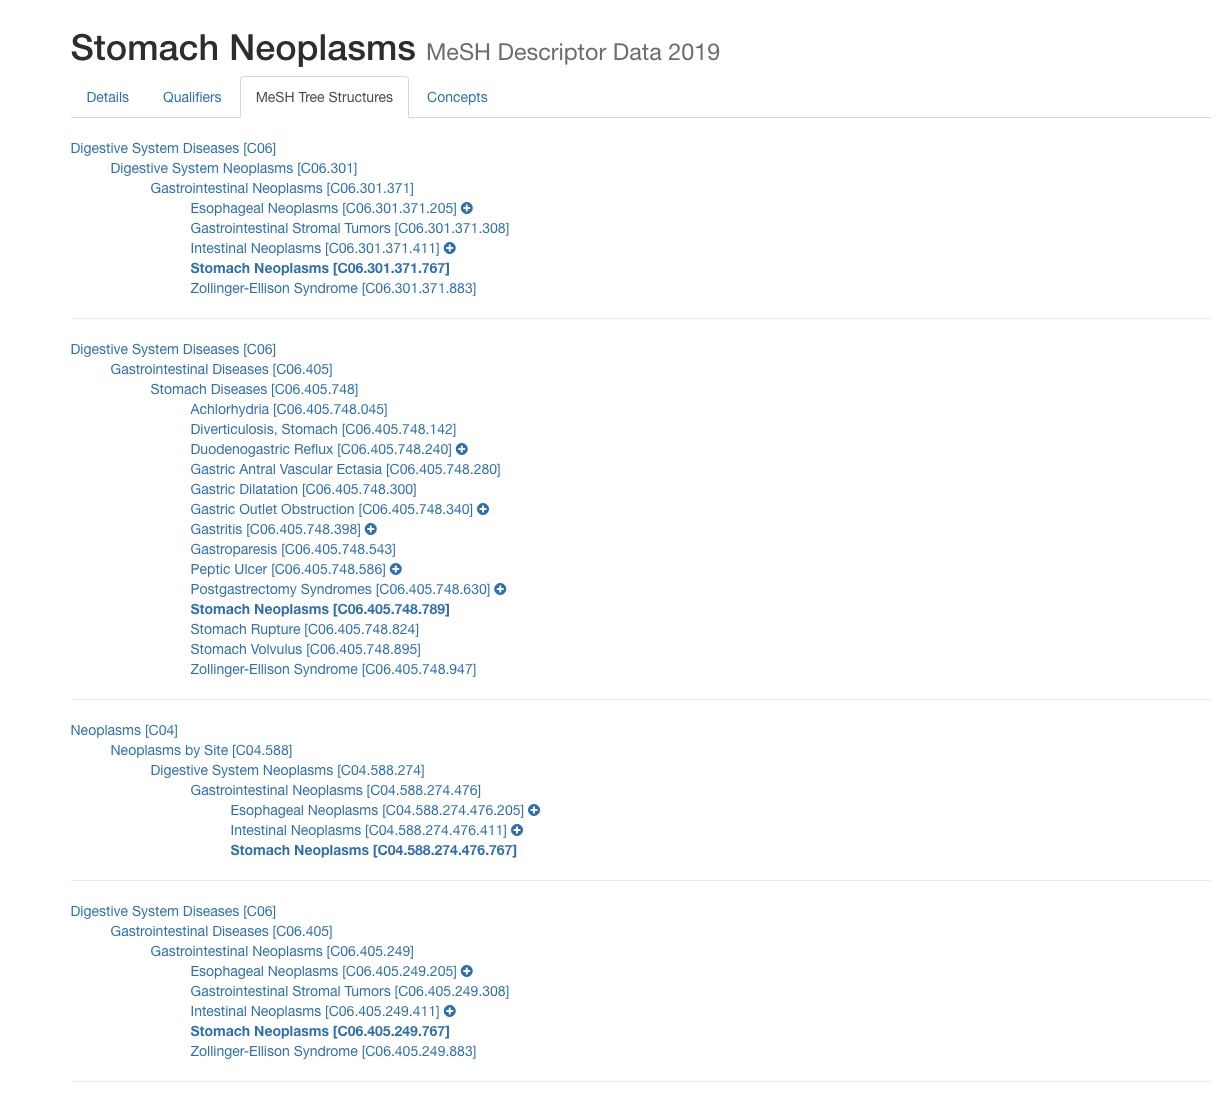 Stomach Neoplasms MeSH Descriptor Data 2019
Details Qualifiers MeSH Tree Structures Concepts
Digestive System Diseases [C06]
Digestive System Neoplasms [C06.301]
Gastrointestinal Neoplasms [C06.301.371]
Esophageal Neoplasms [C06.301.371.205]
Gastrointestinal Stromal Tumors [C06.301.371.308]
Intestinal Neoplasms [C06.301.371.411]
Stomach Neoplasms [C06.301.371.767]
Zollinger-Ellison Syndrome [C06.301.371.883]
Digestive System Diseases [C06]
Gastrointestinal Diseases [C06.405]
Stomach Diseases [C06.405.748]
Achlorhydria [C06.405.748.045]
Diverticulosis, Stomach [C06.405.748.142]
Duodenogastric Reflux [C06.405.748.240]
Gastric Antral Vascular Ectasia [C06.405.748.280]
Gastric Dilatation [C06.405.748.300]
Gastric Outlet Obstruction [C06.405.748.340]
Gastritis [C06.405.748.398]
Gastroparesis [C06.405.748.543]
Peptic Ulcer [C06.405.748.586]
Postgastrectomy Syndromes [C06.405.748.630]
Stomach Neoplasms [C06.405.748.789]
Stomach Rupture [C06.405.748.824]
Stomach Volvulus [C06.405.748.895]
Zollinger-Ellison Syndrome [C06.405.748.947]
Neoplasms [C04]
Neoplasms by Site [C04.588]
Digestive System Neoplasms [C04.588.274]
Gastrointestinal Neoplasms [C04.588.274.476]
Esophageal Neoplasms [C04.588.274.476.205]
Intestinal Neoplasms [C04.588.274.476.411]
Stomach Neoplasms [C04.588.274.476.767]
Digestive System Diseases [C06]
Gastrointestinal Diseases [C06.405]
Gastrointestinal Neoplasms [C06.405.249]
Esophageal Neoplasms [C06.405.249.205]
Gastrointestinal Stromal Tumors [C06.405.249.308]
Intestinal Neoplasms [C06.405.249.411]
Stomach Neoplasms [C06.405.249.767]
Zollinger-Ellison Syndrome [C06.405.249.883]